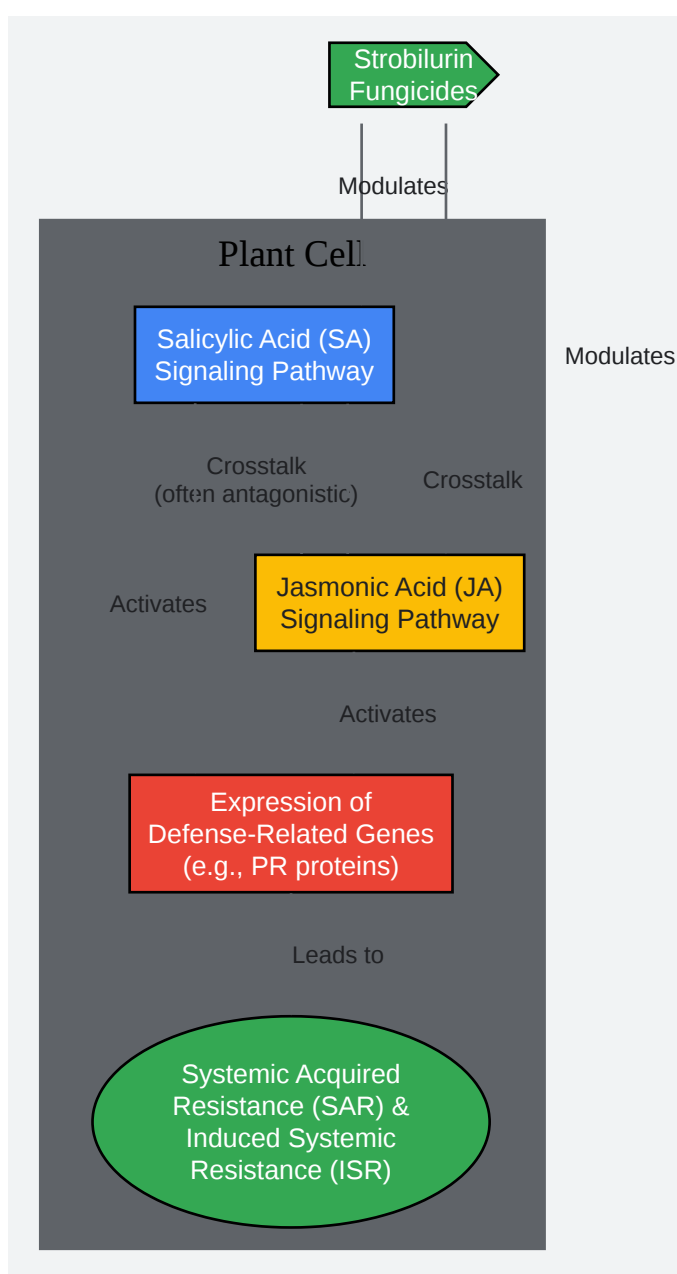 Strobilurin
Fungicides
Modulates
Plant Cell
Salicylic Acid (SA)
Signaling Pathway
Modulates
Crosstalk
(often antagonistic)
Crosstalk
Jasmonic Acid (JA)
Signaling Pathway
Activates
Activates
Expression of
Defense-Related Genes
(e.g., PR proteins)
Leads to
Systemic Acquired
Resistance (SAR) &
Induced Systemic
Resistance (ISR)